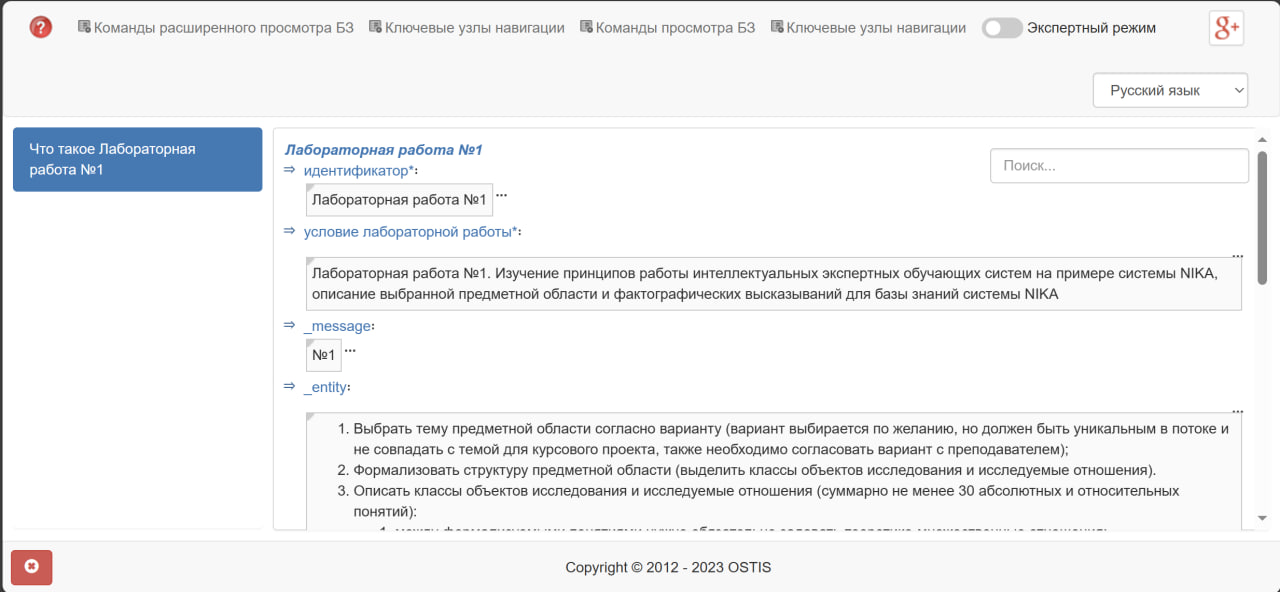 Команды расширенного просмотра БЗ Ключевые узлы навигации Команды просмотра БЗ Ключевые узлы навигации Экспертный режим g+
Русский язык
Что такое Лабораторная
работа №1
Лабораторная работа №1
⇒ идентификатор*:
Поиск...
Лабораторная работа №1 ...
⇒ условие лабораторной работы*:
...
Лабораторная работа №1. Изучение принципов работы интеллектуальных экспертных обучающих систем на примере системы NIKA,
описание выбранной предметной области и фактографических высказываний для базы знаний системы NIKA
⇒ _message:
№1 ...
⇒ _entity:
...
1. Выбрать тему предметной области согласно варианту (вариант выбирается по желанию, но должен быть уникальным в потоке и
не совпадать с темой для курсового проекта, также необходимо согласовать вариант с преподавателем);
2. Формализовать структуру предметной области (выделить классы объектов исследования и исследуемые отношения).
3. Описать классы объектов исследования и исследуемые отношения (суммарно не менее 30 абсолютных и относительных
понятий):
Copyright © 2012 - 2023 OSTIS